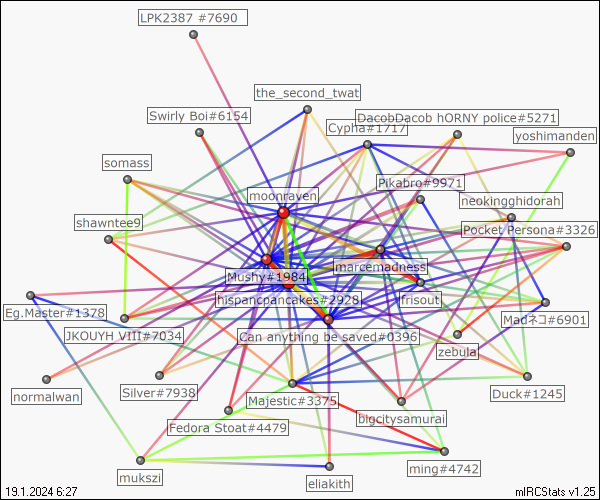 LPK2387 #7690
the_second_twat
Swirly Boi#6154
DacobDacob hORNY police#5271
Cypha#1717
yoshimanden
somass
Pikabro#9971
moonraven
neokingghidorah
shawntee9
Pocket Persona#3326
marcemadness
Mushy#1984
hispanicpancakes#2928
frisout
Eg.Master#1378
Madネコ#6901
JKOUYH VIII#7034
Can anything be saved#0396
zebula
normalwan
Silver#7938
Majestic#3375
Duck#1245
bigcitysamurai
Fedora Stoat#4479
ming#4742
mukszi
eliakith
19.1.2024 6:27
mIRCStats v1.25